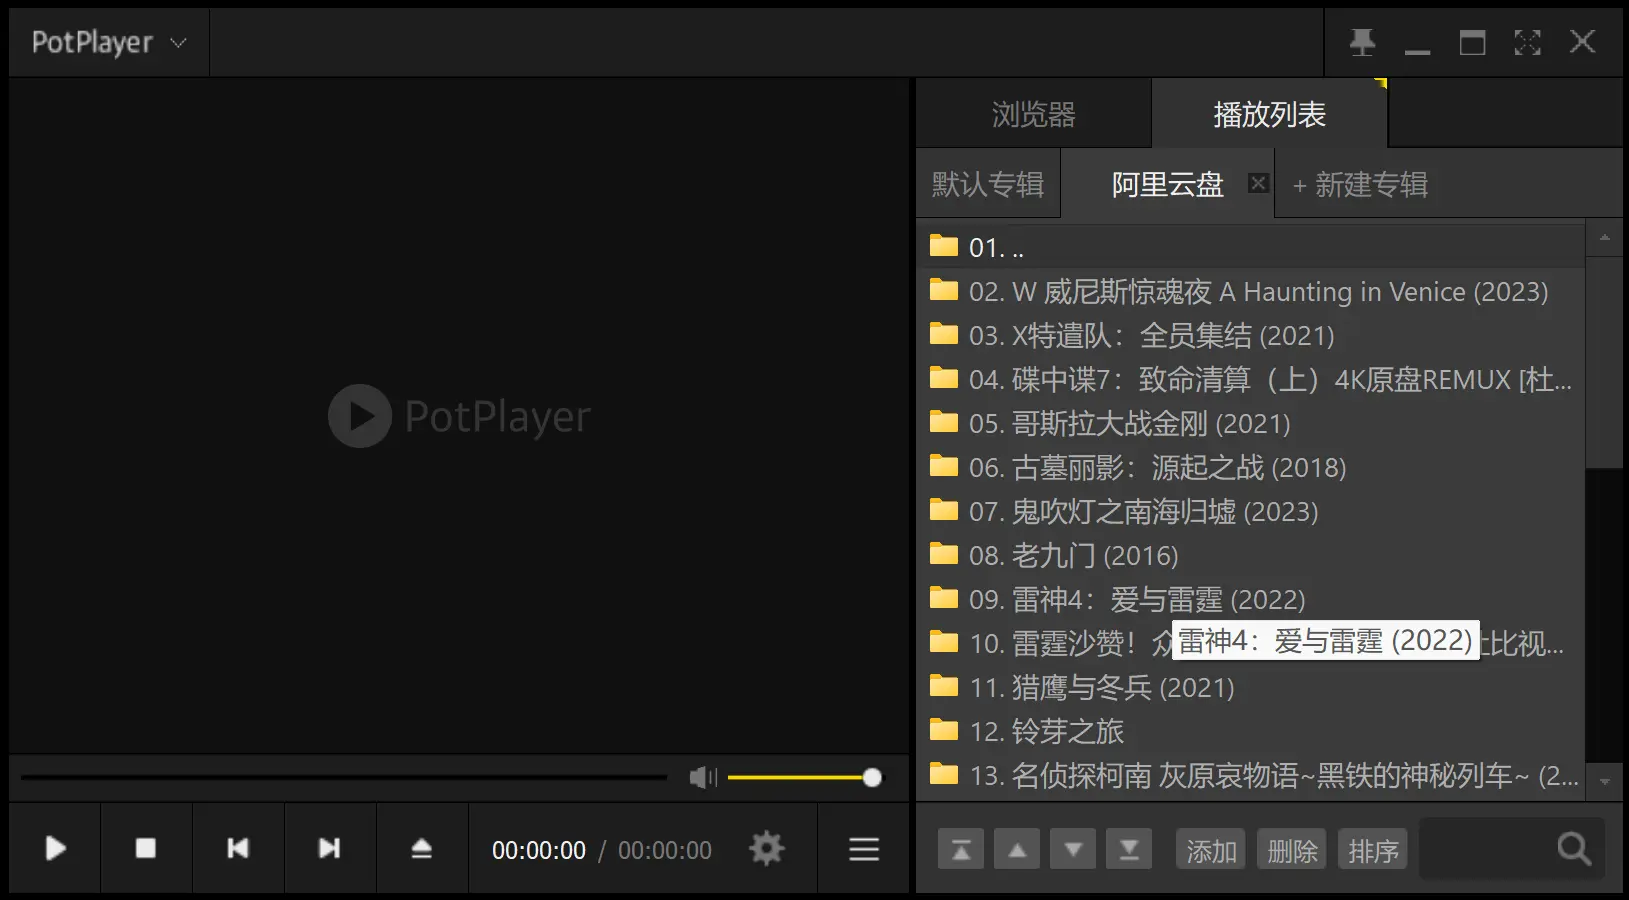 PotPlayer
浏览器 播放列表
默认专辑 阿里云盘 + 新建专辑
01. ..
02. W 威尼斯惊魂夜 A Haunting in Venice (2023)
03. X特遣队：全员集结 (2021)
04. 碟中谍7：致命清算（上）4K原盘REMUX [杜...
05. 哥斯拉大战金刚 (2021)
06. 古墓丽影：源起之战 (2018)
07. 鬼吹灯之南海归墟 (2023)
08. 老九门 (2016)
09. 雷神4：爱与雷霆 (2022)
10. 雷霆沙赞！众
雷神4：爱与雷霆 (2022)
比视...
11. 猎鹰与冬兵 (2021)
12. 铃芽之旅
13. 名侦探柯南 灰原哀物语~黑铁的神秘列车~ (2...
PotPlayer
00:00:00 / 00:00:00
添加 删除 排序